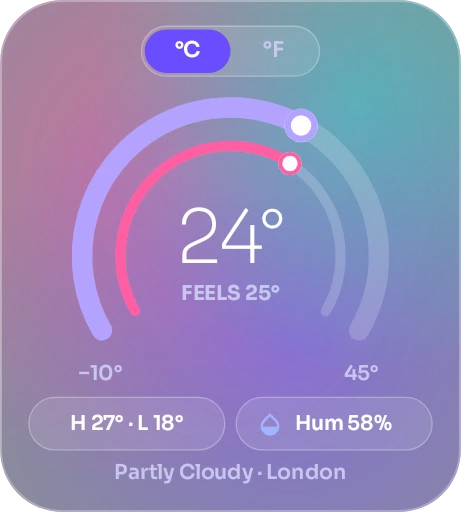 °C °F
24°
FEELS 25°
−10° 45°
H 27° · L 18° Hum 58%
Partly Cloudy · London